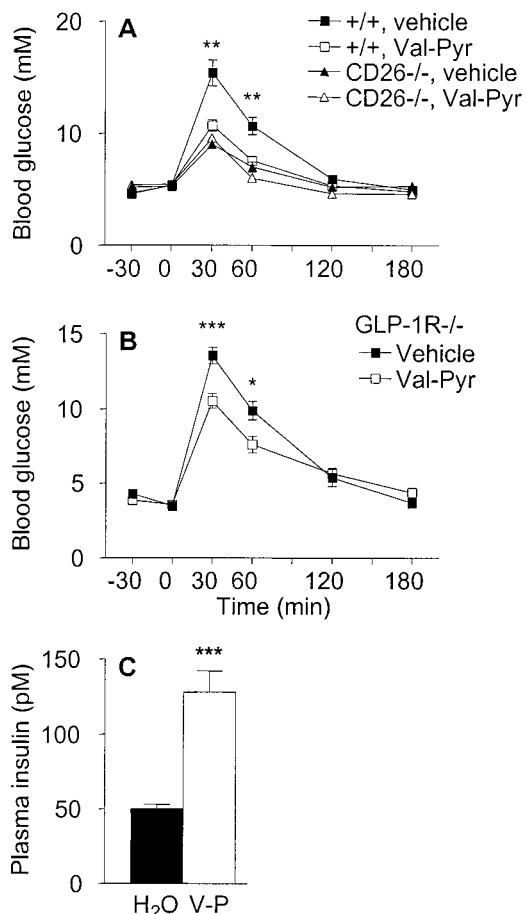 A
+/+, vehicle
+/+, Val-Pyr
CD26-/-, vehicle
CD26-/-, Val-Pyr
Blood glucose (mM)
20
10
0
** **
-30 0 30 60 120 180
B
GLP-1R-/-
Vehicle
Val-Pyr
Blood glucose (mM)
15
10
5
0
*** *
-30 0 30 60 120 180
Time (min)
C
Plasma insulin (pM)
150
100
50
0
***
H₂O V-P